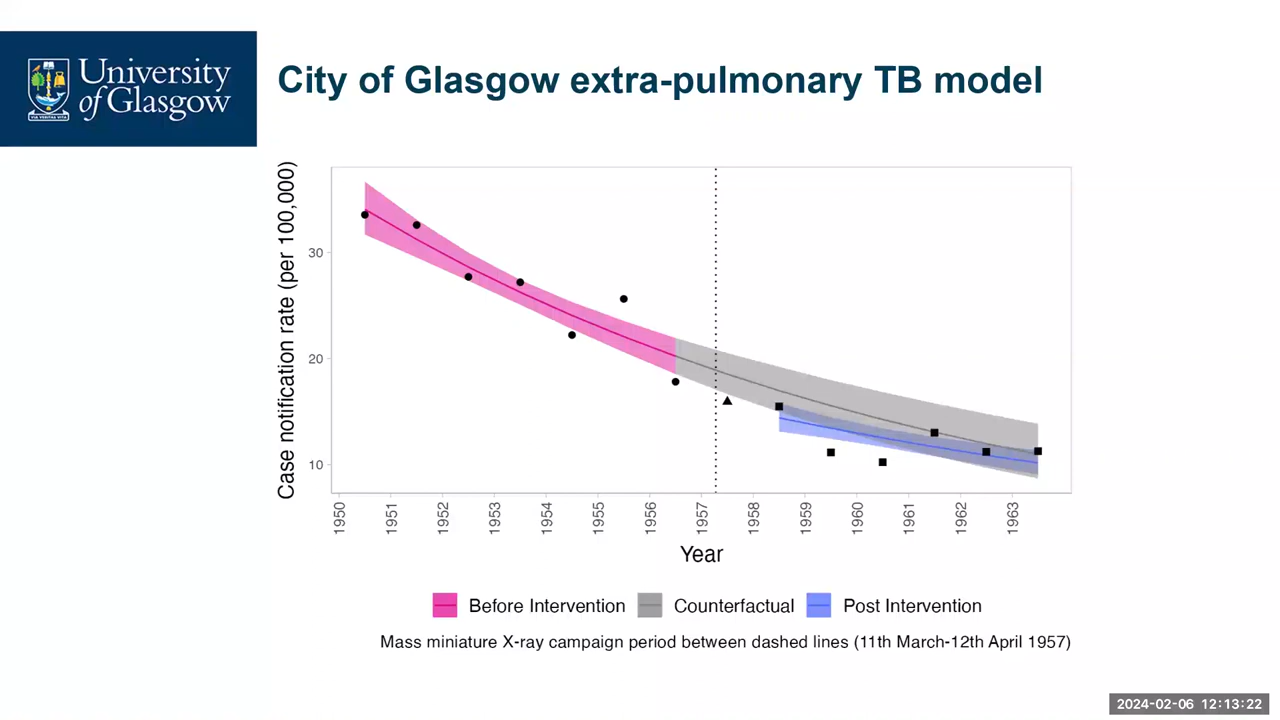 University
of Glasgow
VIA VERITAS VITA
City of Glasgow extra-pulmonary TB model
Case notification rate (per 100,000)
30
20
10
1950
1951
1952
1953
1954
1955
1956
1957
1958
1959
1960
1961
1962
1963
Year
Before Intervention
Counterfactual
Post Intervention
Mass miniature X-ray campaign period between dashed lines (11th March-12th April 1957)
2024-02-06 12:13:22